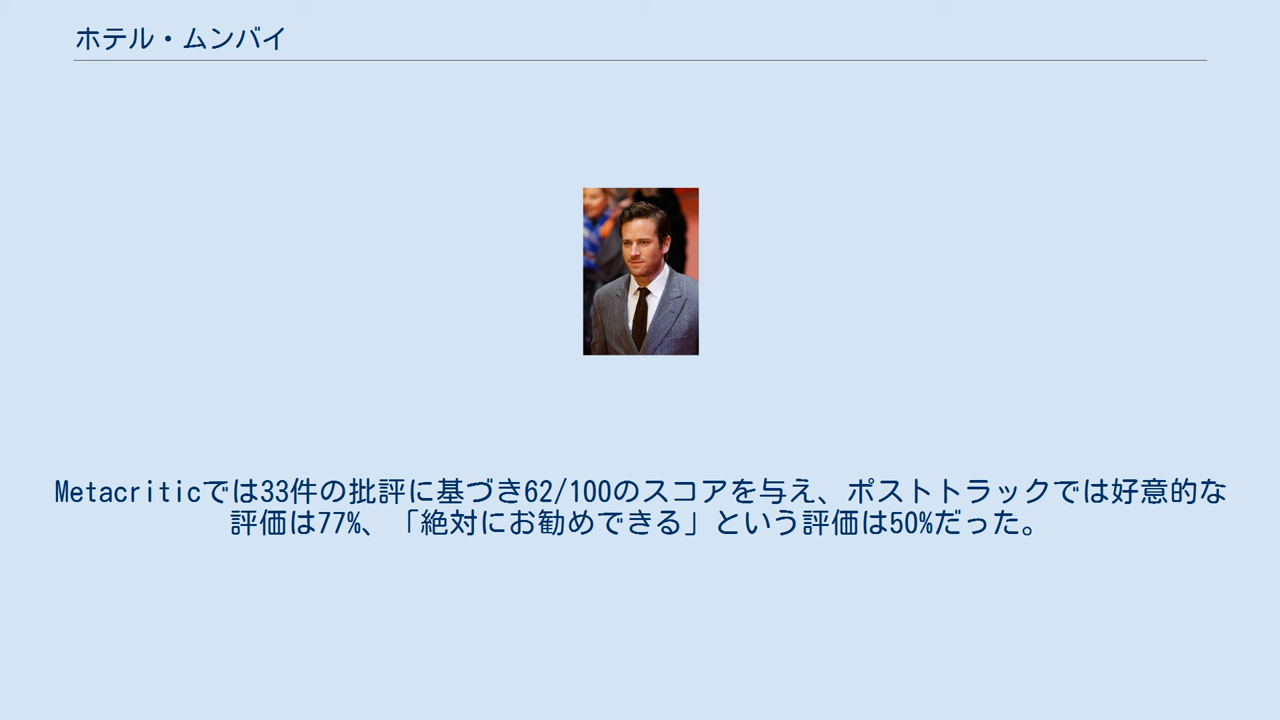 ホテル・ムンバイ
Metacriticでは33件の批評に基づき62/100のスコアを与え、ポストトラックでは好意的な
評価は77%、「絶対にお勧めできる」という評価は50%だった。